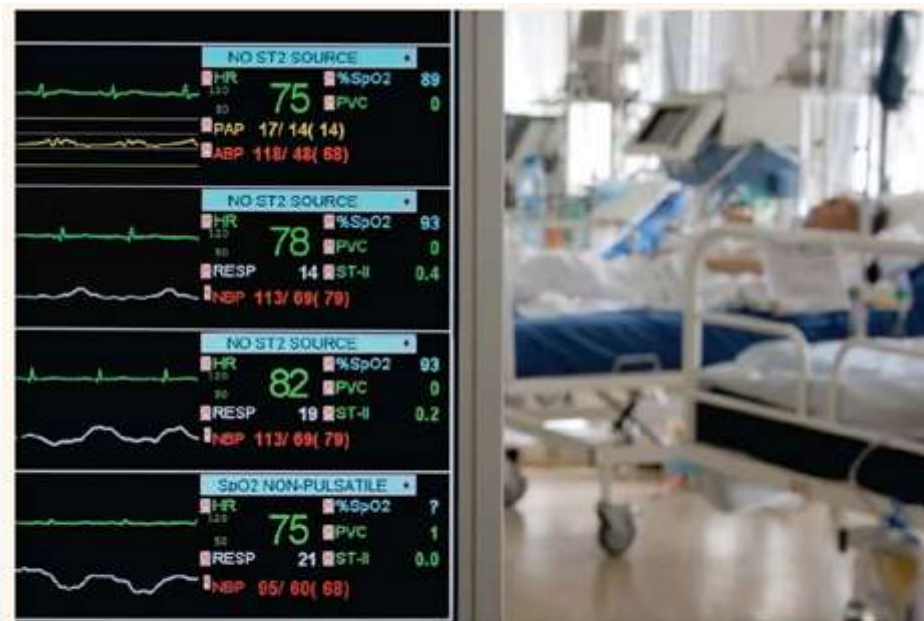 NO ST2 SOURCE
HR 75 %SpO2 89
120
50
PVC 0
PAP 17/ 14( 14)
ABP 118/ 48( 68)
NO ST2 SOURCE
HR 78 %SpO2 93
120
50
PVC 0
RESP 14 ST-II 0.4
NBP 113/ 69( 79)
NO ST2 SOURCE
HR 82 %SpO2 93
120
50
PVC 0
RESP 19 ST-II 0.2
NBP 113/ 69( 79)
SpO2 NON-PULSATILE
HR 75 %SpO2 ?
120
50
PVC 1
RESP 21 ST-II 0.0
NBP 95/ 60( 68)